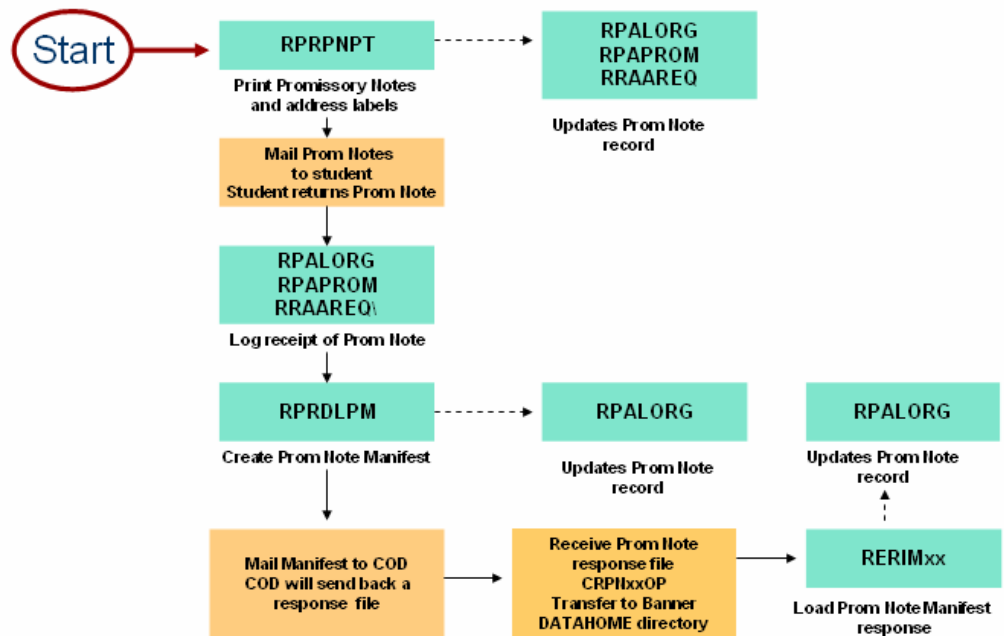 Start
RPRPNPT
RPALORG
RPAPROM
RRAAREQ
Print Promissory Notes
and address labels
Updates Prom Note
record
Mail Prom Notes
to student
Student returns Prom Note
RPALORG
RPAPROM
RRAAREQ\
Log receipt of Prom Note
RPRDLPM
RPALORG
RPALORG
Create Prom Note Manifest
Updates Prom Note
record
Updates Prom Note
record
Mail Manifest to COD
COD will send back a
response file
Receive Prom Note
response file
CRPNxxOP
Transfer to Banner
DATAHOME directory
RERIMxx
Load Prom Note Manifest
response